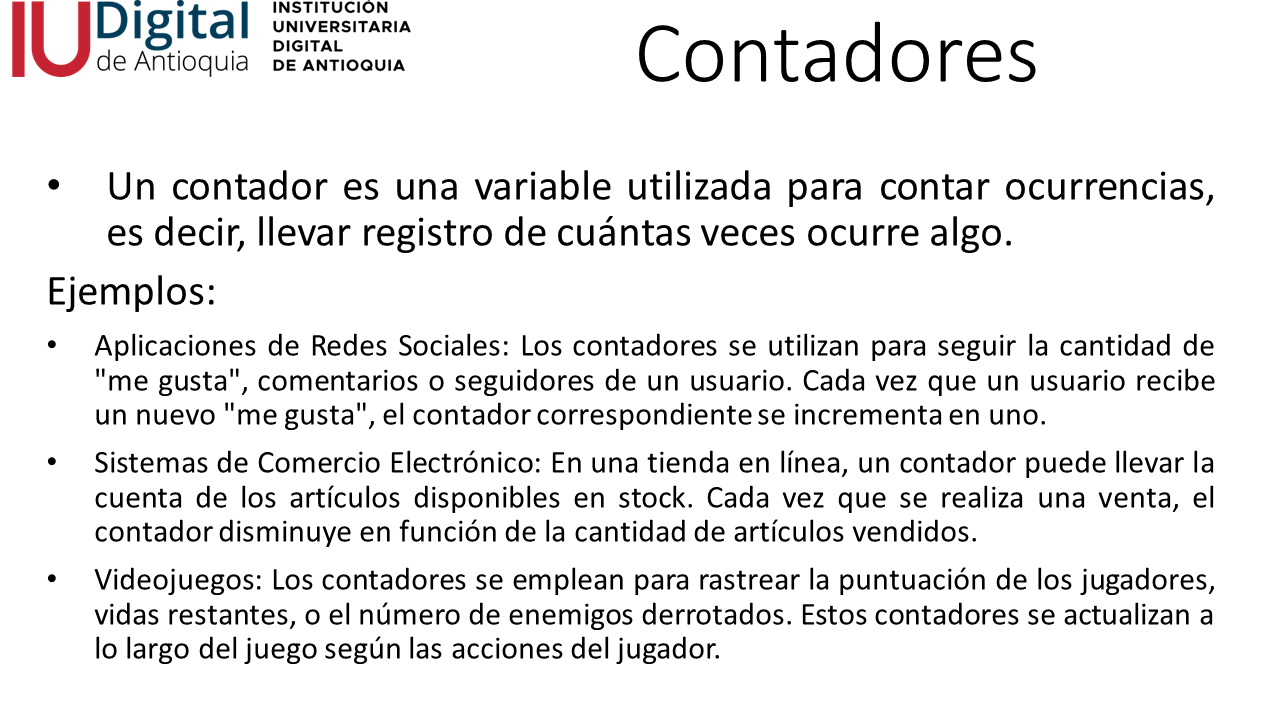 IU Digital
de Antioquia
INSTITUCIÓN
UNIVERSITARIA
DIGITAL
DE ANTIOQUIA
Contadores
• Un contador es una variable utilizada para contar ocurrencias,
es decir, llevar registro de cuántas veces ocurre algo.
Ejemplos:
• Aplicaciones de Redes Sociales: Los contadores se utilizan para seguir la cantidad de
"me gusta", comentarios o seguidores de un usuario. Cada vez que un usuario recibe
un nuevo "me gusta", el contador correspondiente se incrementa en uno.
• Sistemas de Comercio Electrónico: En una tienda en línea, un contador puede llevar la
cuenta de los artículos disponibles en stock. Cada vez que se realiza una venta, el
contador disminuye en función de la cantidad de artículos vendidos.
• Videojuegos: Los contadores se emplean para rastrear la puntuación de los jugadores,
vidas restantes, o el número de enemigos derrotados. Estos contadores se actualizan a
lo largo del juego según las acciones del jugador.